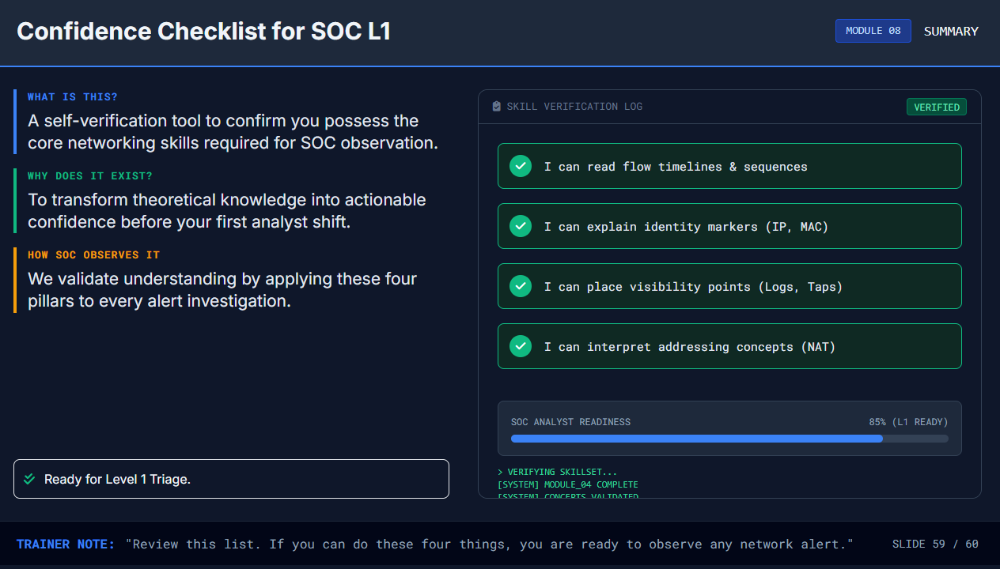 Confidence Checklist for SOC L1
MODULE 08
SUMMARY
WHAT IS THIS?
A self-verification tool to confirm you possess the
core networking skills required for SOC observation.
WHY DOES IT EXIST?
To transform theoretical knowledge into actionable
confidence before your first analyst shift.
HOW SOC OBSERVES IT
We validate understanding by applying these four
pillars to every alert investigation.
Ready for Level 1 Triage.
SKILL VERIFICATION LOG
VERIFIED
I can read flow timelines & sequences
I can explain identity markers (IP, MAC)
I can place visibility points (Logs, Taps)
I can interpret addressing concepts (NAT)
SOC ANALYST READINESS
85% (L1 READY)
> VERIFYING SKILLSET...
[SYSTEM] MODULE_04 COMPLETE
[SYSTEM] CONCEPTS VALIDATED
TRAINER NOTE: "Review this list. If you can do these four things, you are ready to observe any network alert."
SLIDE 59 / 60